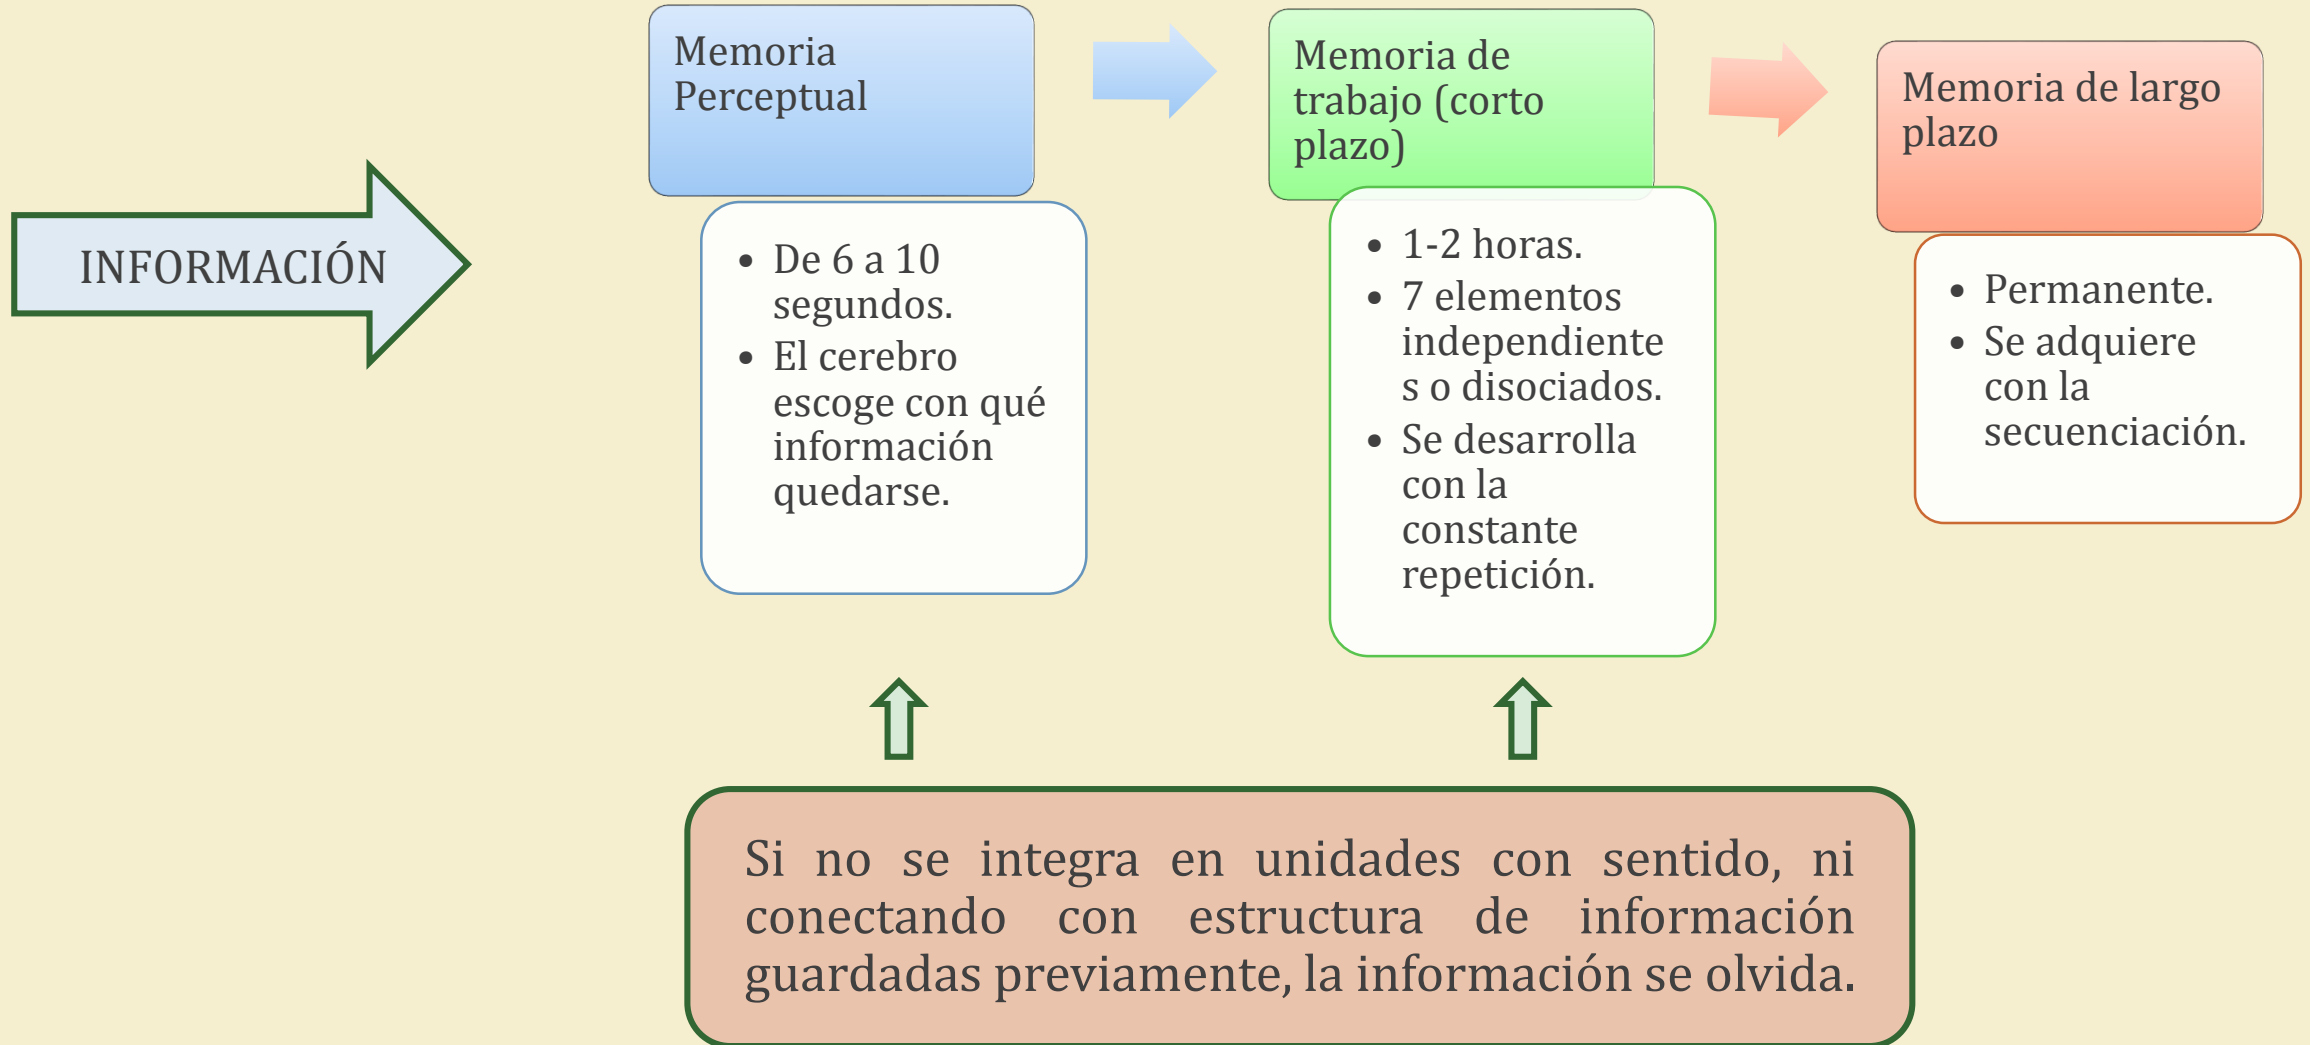 INFORMACIÓN
Memoria
Perceptual
• De 6 a 10
segundos.
• El cerebro
escoge con qué
información
quedarse.
Memoria de
trabajo (corto
plazo)
• 1-2 horas.
• 7 elementos
independiente
s o disociados.
• Se desarrolla
con la
constante
repetición.
Memoria de largo
plazo
• Permanente.
• Se adquiere
con la
secuenciación.
Si no se integra en unidades con sentido, ni
conectando con estructura de información
guardadas previamente, la información se olvida.